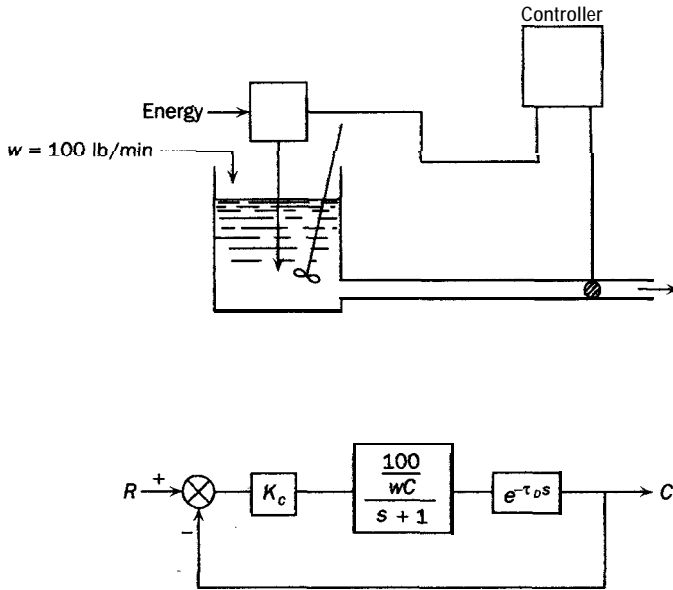 Controller
Energy
w = 100 lb/min
R
+
−
K_c
100
wC
s + 1
e^{-τ_D s}
C